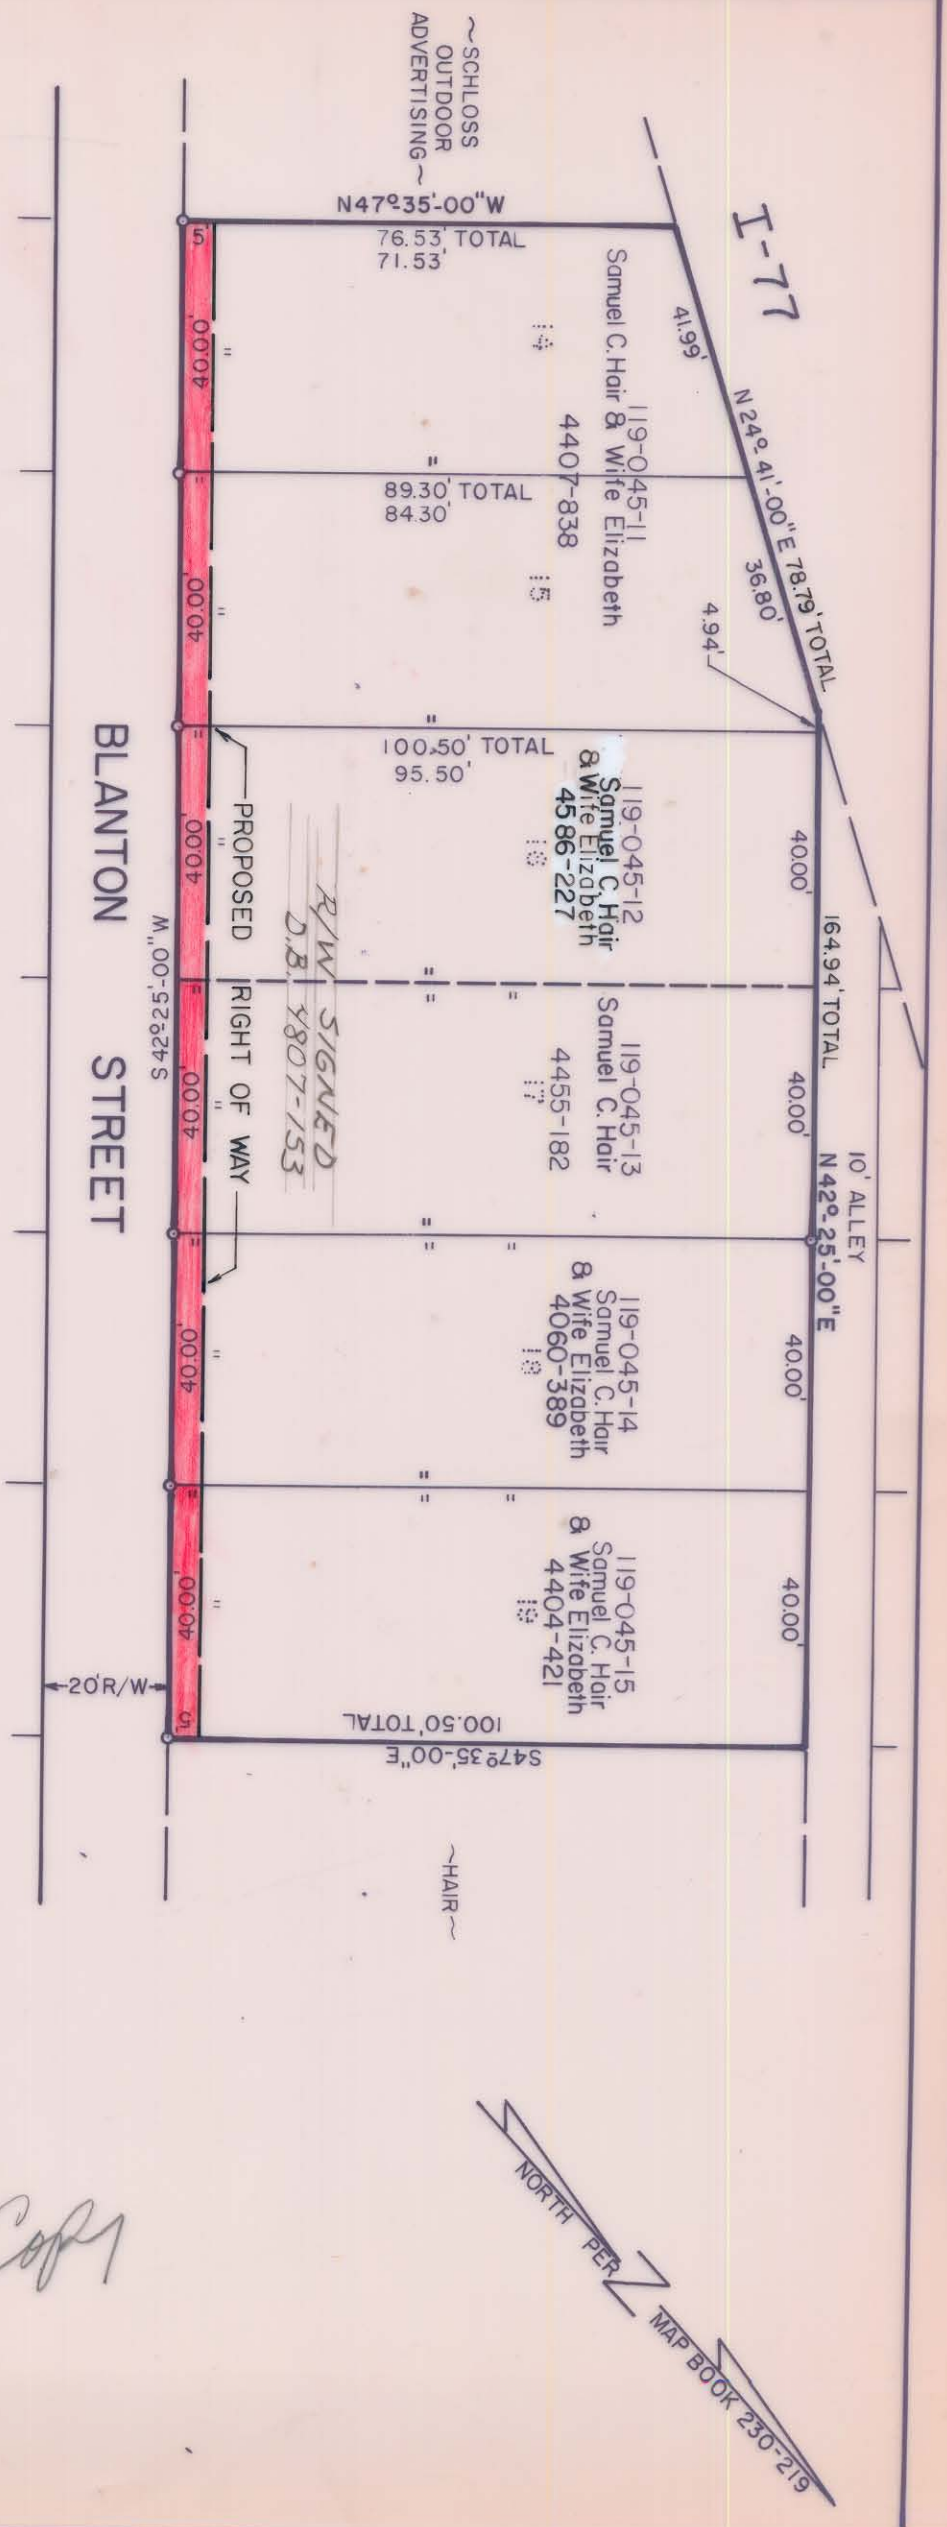 ~SCHLOSS
OUTDOOR
ADVERTISING~
I-77
N47º-35'-00"W
76.53' TOTAL
71.53'
N 24º 41'-00"E 78.79' TOTAL
41.99'
36.80'
4.94'
119-045-11
Samuel C. Hair & Wife Elizabeth
4407-838
14
15
"
89.30' TOTAL
84.30'
"
100.50' TOTAL
95.50'
164.94' TOTAL
10' ALLEY
N 42º-25'-00"E
40.00'
40.00'
40.00'
40.00'
119-045-12
Samuel C. Hair
& Wife Elizabeth
4586-227
16
119-045-13
Samuel C. Hair
4455-182
17
119-045-14
Samuel C. Hair
& Wife Elizabeth
4060-389
18
119-045-15
Samuel C. Hair
& Wife Elizabeth
4404-421
19
100.50' TOTAL
S47º-35'-00"E
~HAIR~
R/W SIGNED
D.B. 4807-153
PROPOSED RIGHT OF WAY
5'
40.00'
40.00'
40.00'
40.00'
40.00'
40.00'
5'
S 42º-25'-00" W
20' R/W
BLANTON STREET
NORTH PER MAP BOOK 230-219
Copy